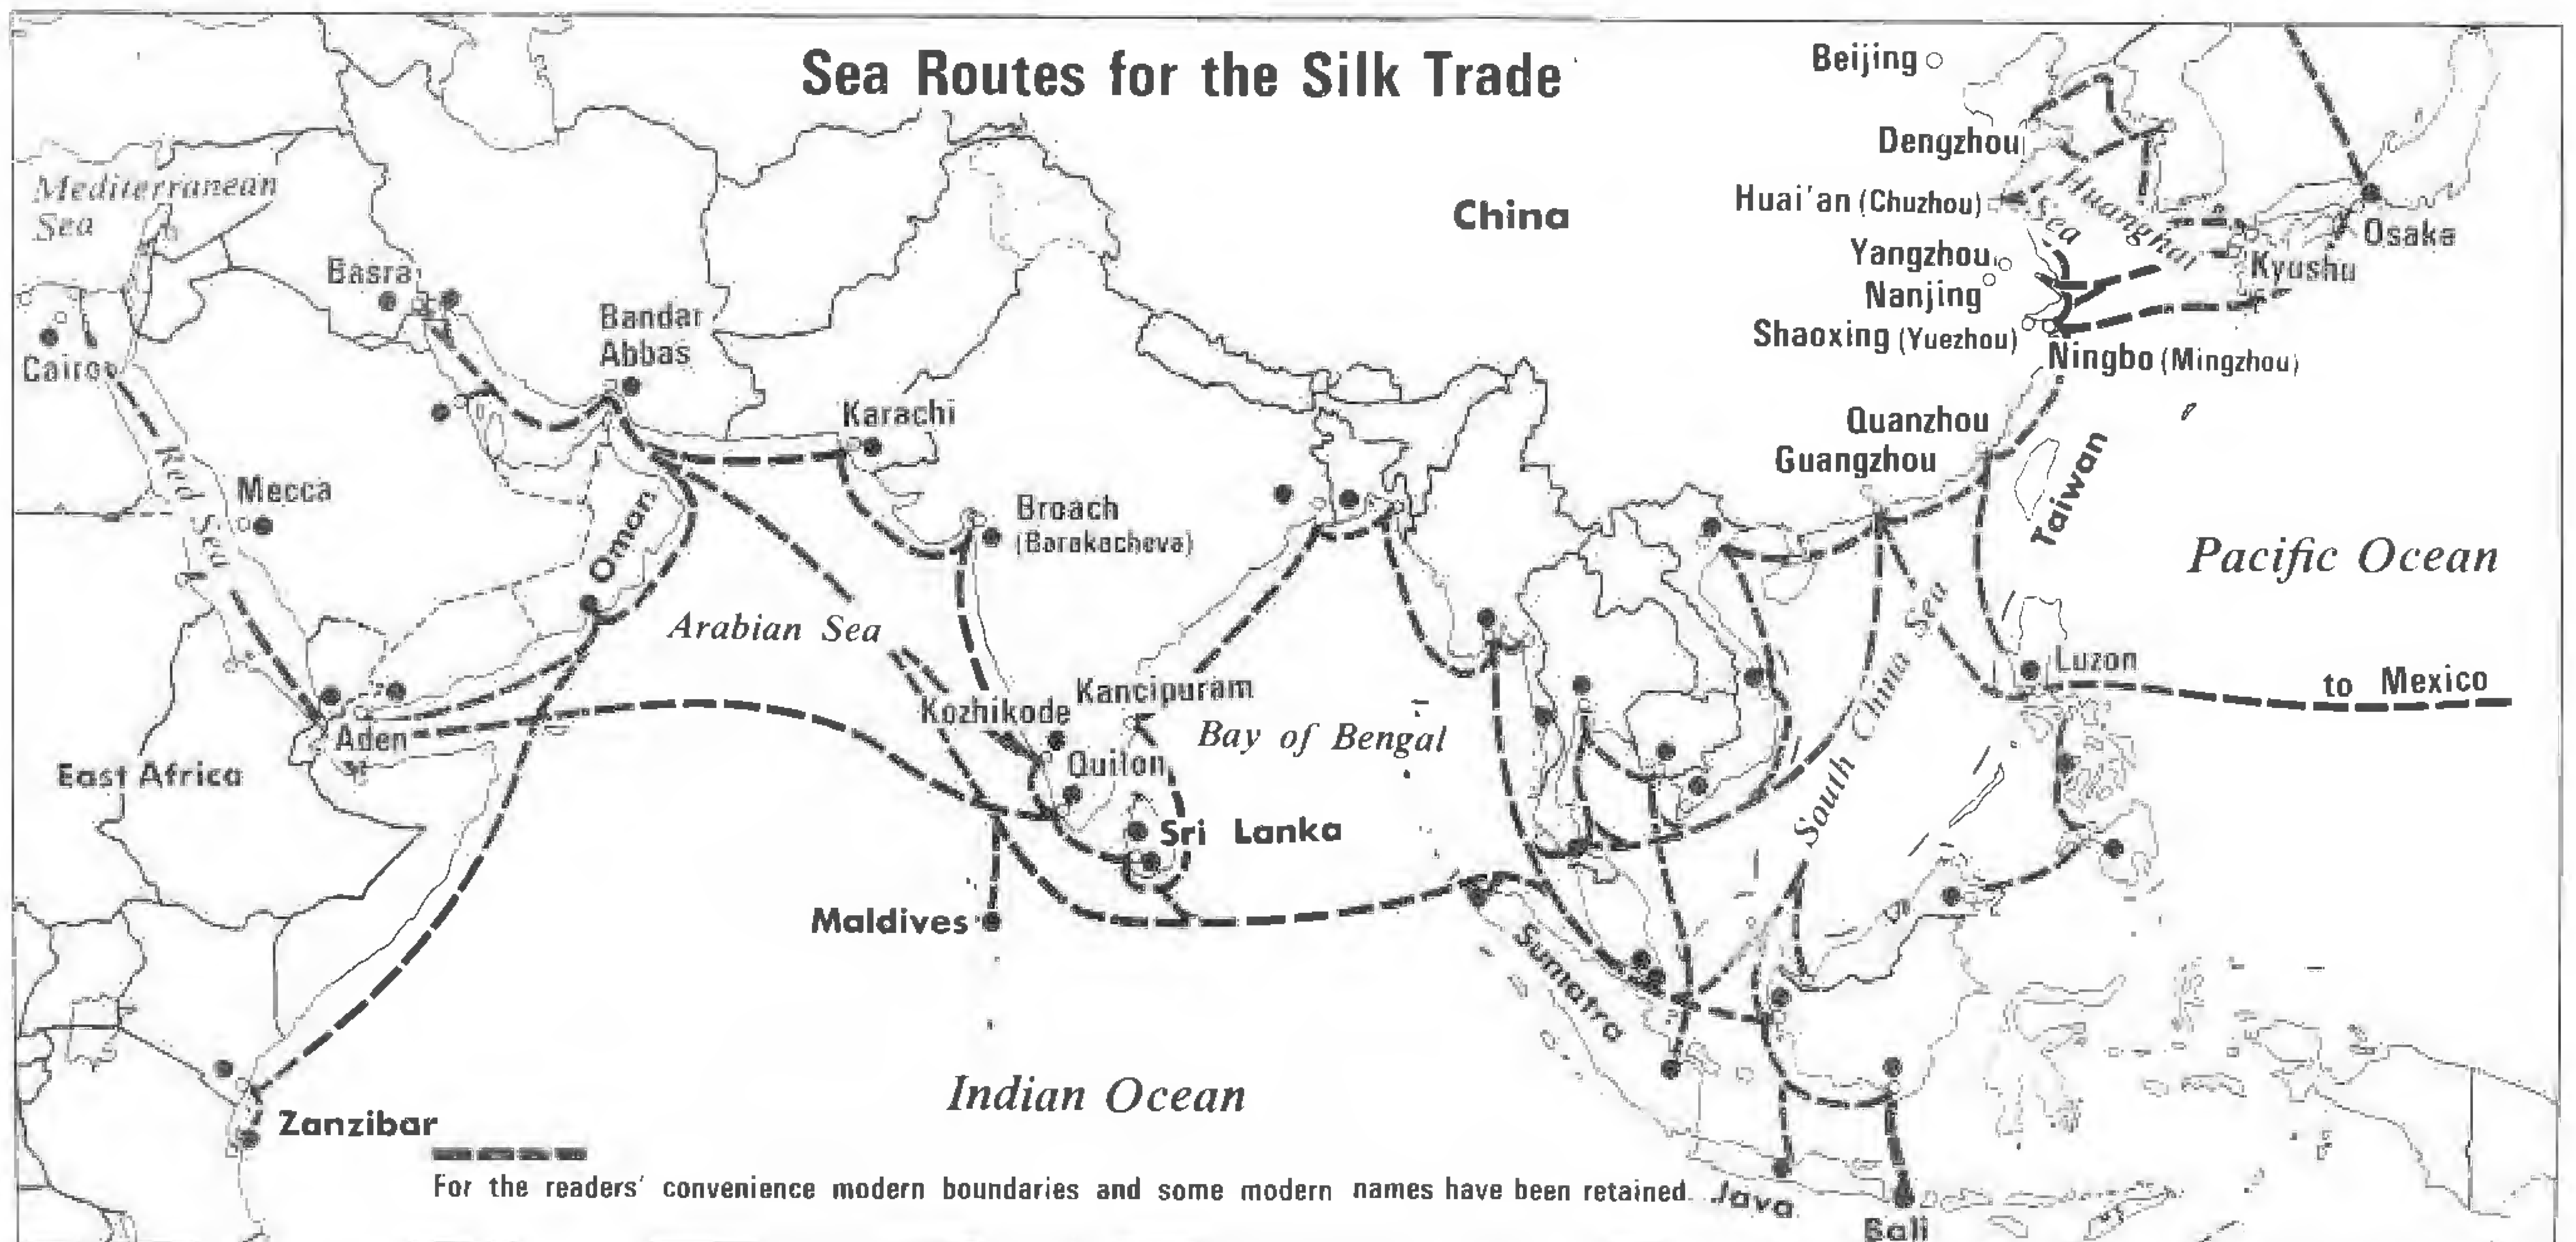 Sea Routes for the Silk Trade
Beijing
Dengzhou
Huai'an (Chuzhou)
Huanghai
Sea
Yangzhou
Nanjing
Shaoxing (Yuezhou)
Ningbo (Mingzhou)
Osaka
Kyushu
China
Mediterranean
Sea
Basra
Bandar
Abbas
Cairo
Karachi
Quanzhou
Guangzhou
Taiwan
Red Sea
Mecca
Oman
Broach
(Barakacheva)
Pacific Ocean
Arabian Sea
South China Sea
Luzon
to Mexico
Kozhikode
Kancipuram
Bay of Bengal
Aden
East Africa
Quilon
Sri Lanka
Maldives
Sumatra
Indian Ocean
Zanzibar
For the readers' convenience modern boundaries and some modern names have been retained.
Java
Bali